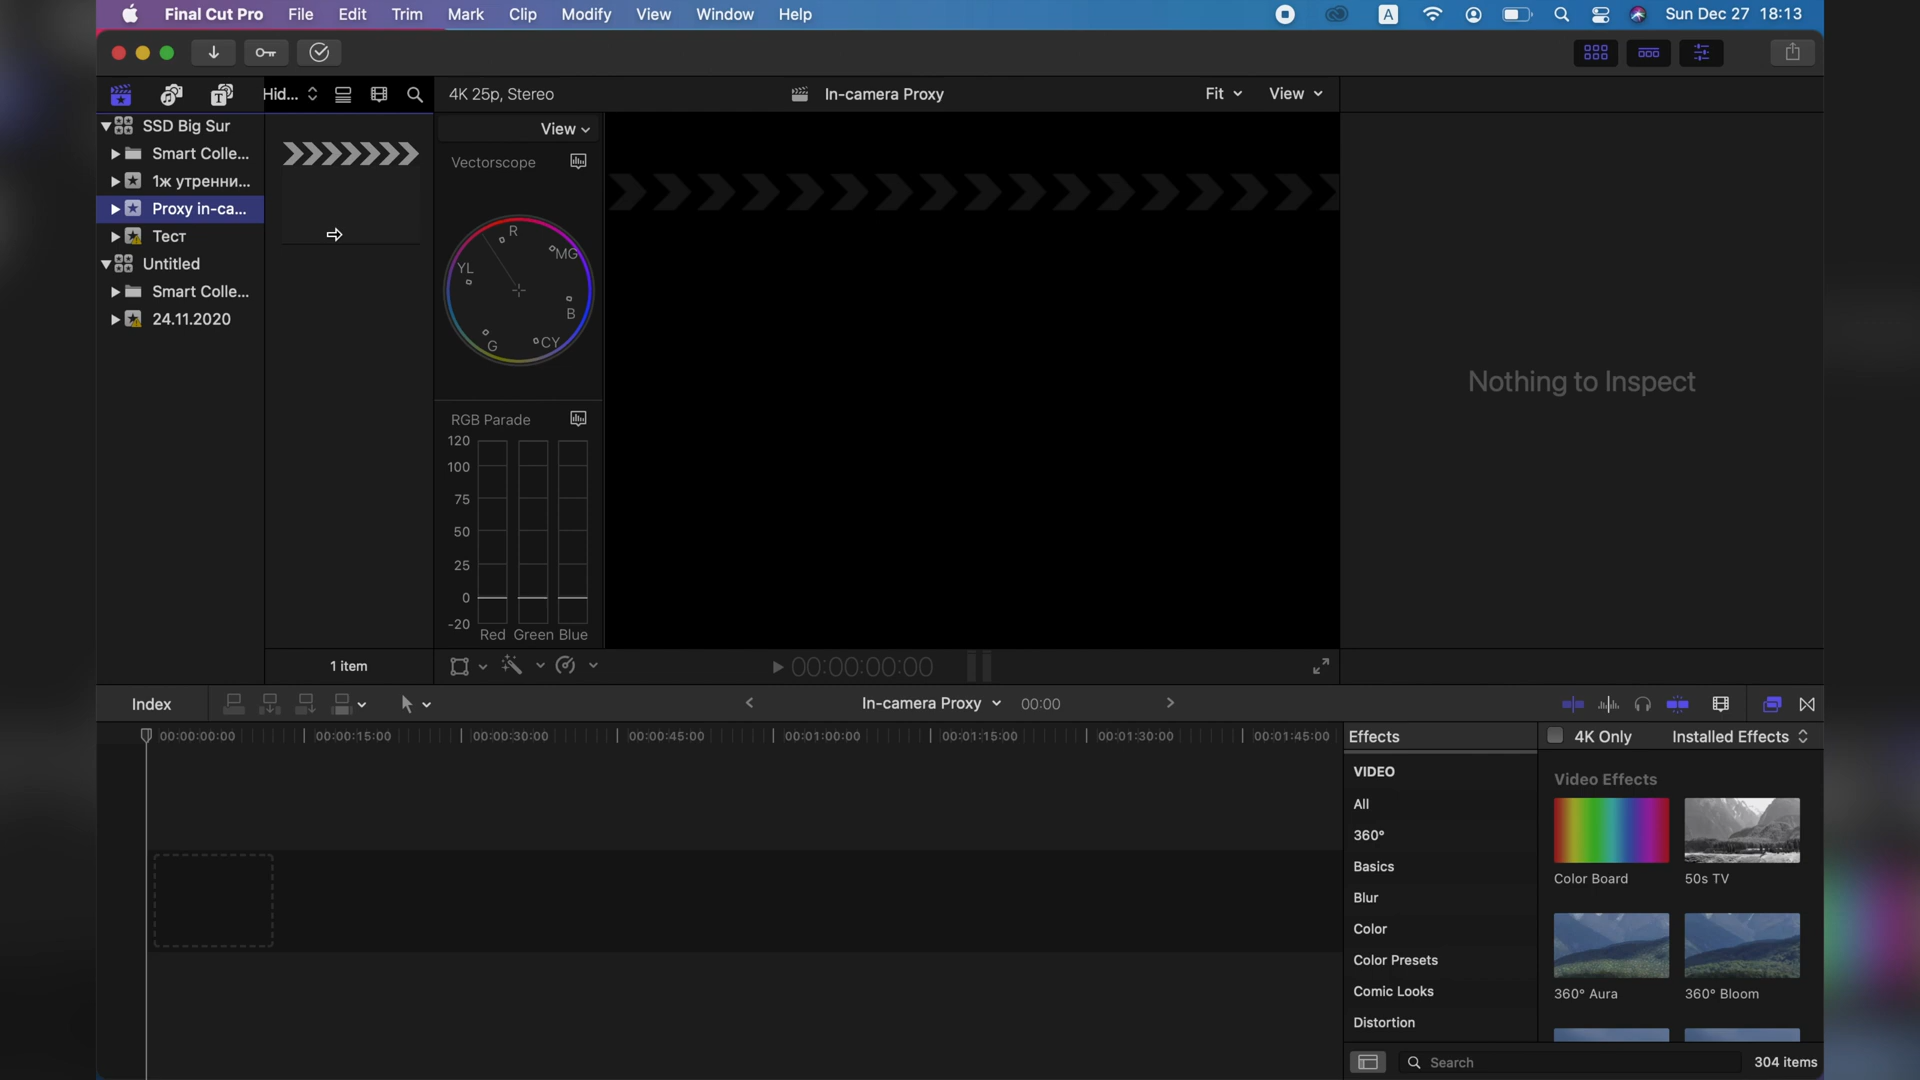 Final Cut Pro File Edit Trim Mark Clip Modify View Window Help A Sun Dec 27 18:13
Hid... 4K 25p, Stereo In-camera Proxy Fit View
SSD Big Sur
Smart Colle...
1ж утренни...
Proxy in-ca...
Тест
Untitled
Smart Colle...
24.11.2020
1 item
View
Vectorscope
R
MG
YL
B
CY
G
RGB Parade
120
100
75
50
25
0
-20
Red Green Blue
Nothing to Inspect
00:00:00:00
Index In-camera Proxy 00:00
00:00:00:00 00:00:15:00 00:00:30:00 00:00:45:00 00:01:00:00 00:01:15:00 00:01:30:00 00:01:45:00
Effects 4K Only Installed Effects
VIDEO
All
360°
Basics
Blur
Color
Color Presets
Comic Looks
Distortion
Video Effects
Color Board 50s TV
360° Aura 360° Bloom
Search 304 items